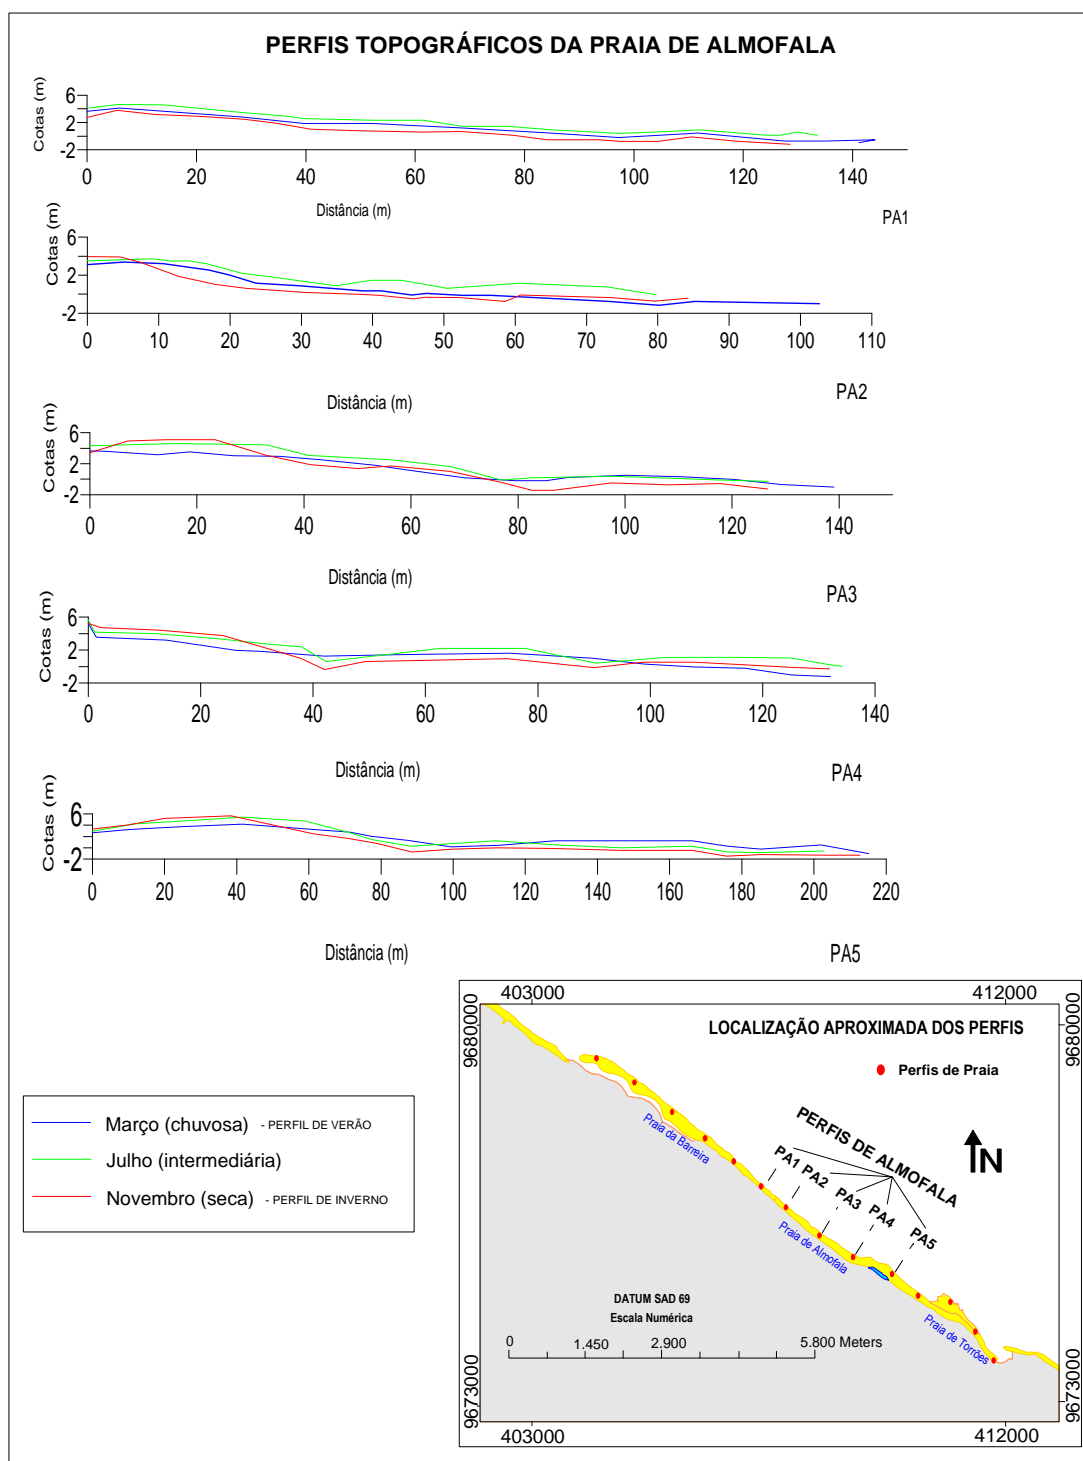 PERFIS TOPOGRÁFICOS DA PRAIA DE ALMOFALA
Cotas (m)
6
2
-2
0 20 40 60 80 100 120 140
Distância (m)
PA1
Cotas (m)
6
2
-2
0 10 20 30 40 50 60 70 80 90 100 110
Distância (m)
PA2
Cotas (m)
6
2
-2
0 20 40 60 80 100 120 140
Distância (m)
PA3
Cotas (m)
6
2
-2
0 20 40 60 80 100 120 140
Distância (m)
PA4
Cotas (m)
6
2
-2
0 20 40 60 80 100 120 140 160 180 200 220
Distância (m)
PA5
Março (chuvosa) - PERFIL DE VERÃO
Julho (intermediária)
Novembro (seca) - PERFIL DE INVERNO
403000 412000
9680000 9680000
LOCALIZAÇÃO APROXIMADA DOS PERFIS
Perfis de Praia
PERFIS DE ALMOFALA
N
Praia da Barreira
PA1
PA2
PA3
PA4
PA5
Praia de Almofala
Praia de Torrões
DATUM SAD 69
Escala Numérica
0 1.450 2.900 5.800 Meters
9673000 9673000
403000 412000